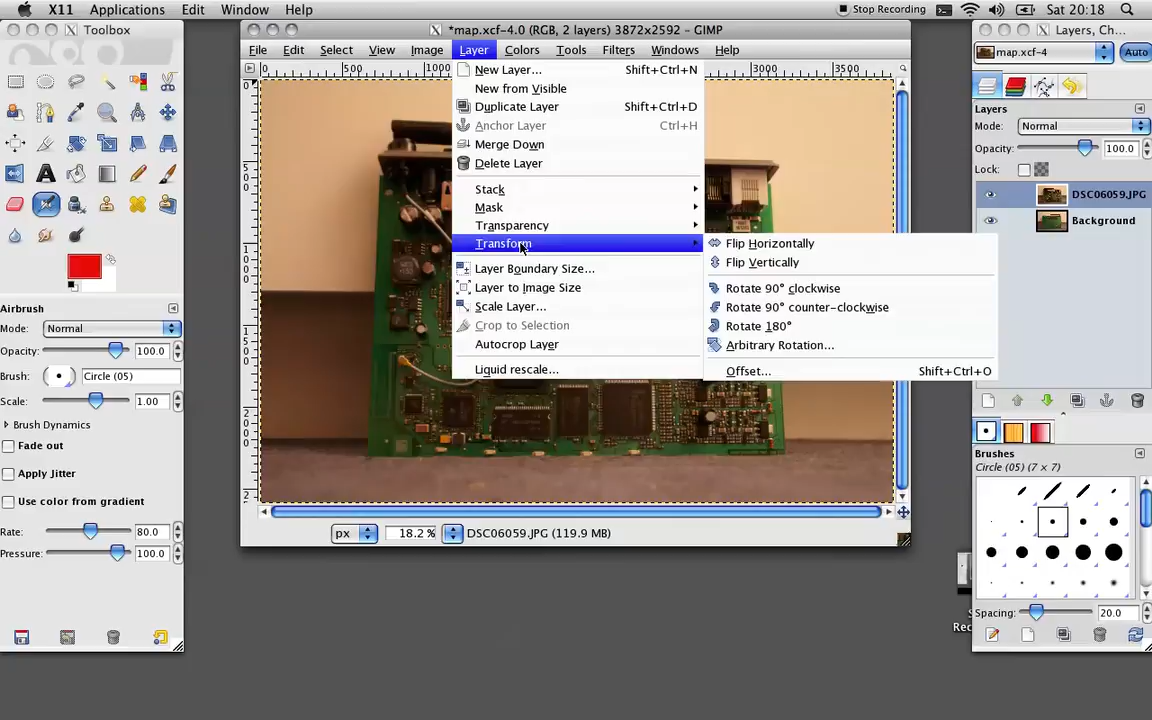 X11 Applications Edit Window Help
Stop Recording
Sat 20:18
Toolbox
*map.xcf-4.0 (RGB, 2 layers) 3872x2592 – GIMP
Layers, Ch...
File Edit Select View Image Layer Colors Tools Filters Windows Help
map.xcf-4
Auto
0 500 1000 3000 3500
New Layer... Shift+Ctrl+N
New from Visible
Duplicate Layer Shift+Ctrl+D
Anchor Layer Ctrl+H
Merge Down
Delete Layer
Stack
Mask
Transparency
Transform
Layer Boundary Size...
Layer to Image Size
Scale Layer...
Crop to Selection
Autocrop Layer
Liquid rescale...
Flip Horizontally
Flip Vertically
Rotate 90° clockwise
Rotate 90° counter-clockwise
Rotate 180°
Arbitrary Rotation...
Offset... Shift+Ctrl+O
Layers
Mode: Normal
Opacity: 100.0
Lock:
DSC06059.JPG
Background
Airbrush
Mode: Normal
Opacity: 100.0
Brush: Circle (05)
Scale: 1.00
Brush Dynamics
Fade out
Apply Jitter
Use color from gradient
Rate: 80.0
Pressure: 100.0
px 18.2 % DSC06059.JPG (119.9 MB)
Brushes
Circle (05) (7 × 7)
Spacing: 20.0